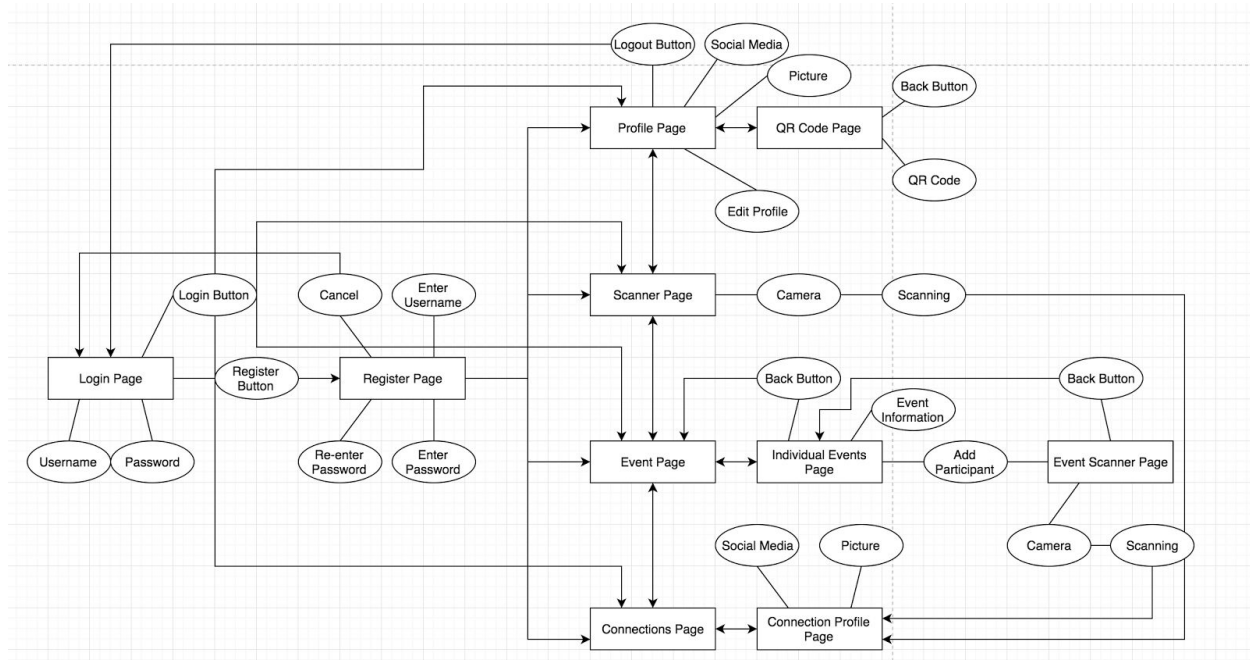 Logout Button
Social Media
Picture
Back Button
Profile Page
QR Code Page
QR Code
Edit Profile
Login Button
Cancel
Enter
Username
Scanner Page
Camera
Scanning
Login Page
Register
Button
Register Page
Back Button
Back Button
Event
Information
Username
Password
Re-enter
Password
Enter
Password
Event Page
Individual Events
Page
Add
Participant
Event Scanner Page
Social Media
Picture
Camera
Scanning
Connections Page
Connection Profile
Page